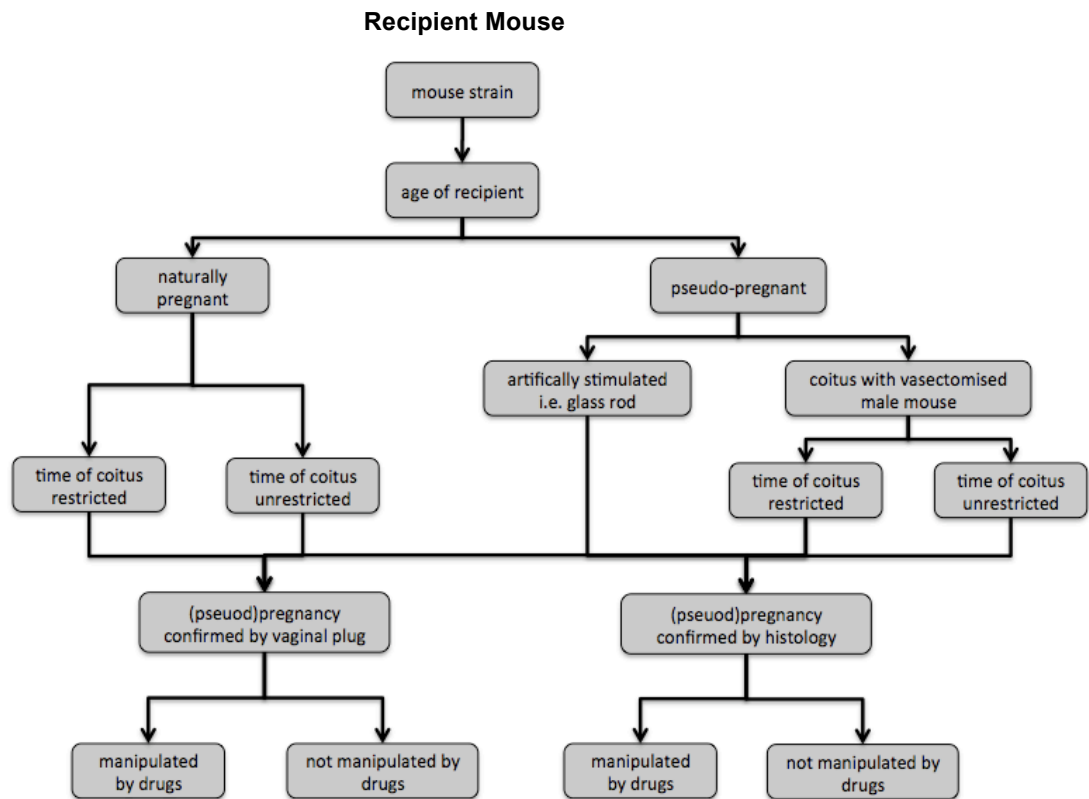 Recipient Mouse
mouse strain
age of recipient
naturally
pregnant
pseudo-pregnant
artifically stimulated
i.e. glass rod
coitus with vasectomised
male mouse
time of coitus
restricted
time of coitus
unrestricted
time of coitus
restricted
time of coitus
unrestricted
(pseuod)pregnancy
confirmed by vaginal plug
(pseuod)pregnancy
confirmed by histology
manipulated
by drugs
not manipulated by
drugs
manipulated
by drugs
not manipulated by
drugs